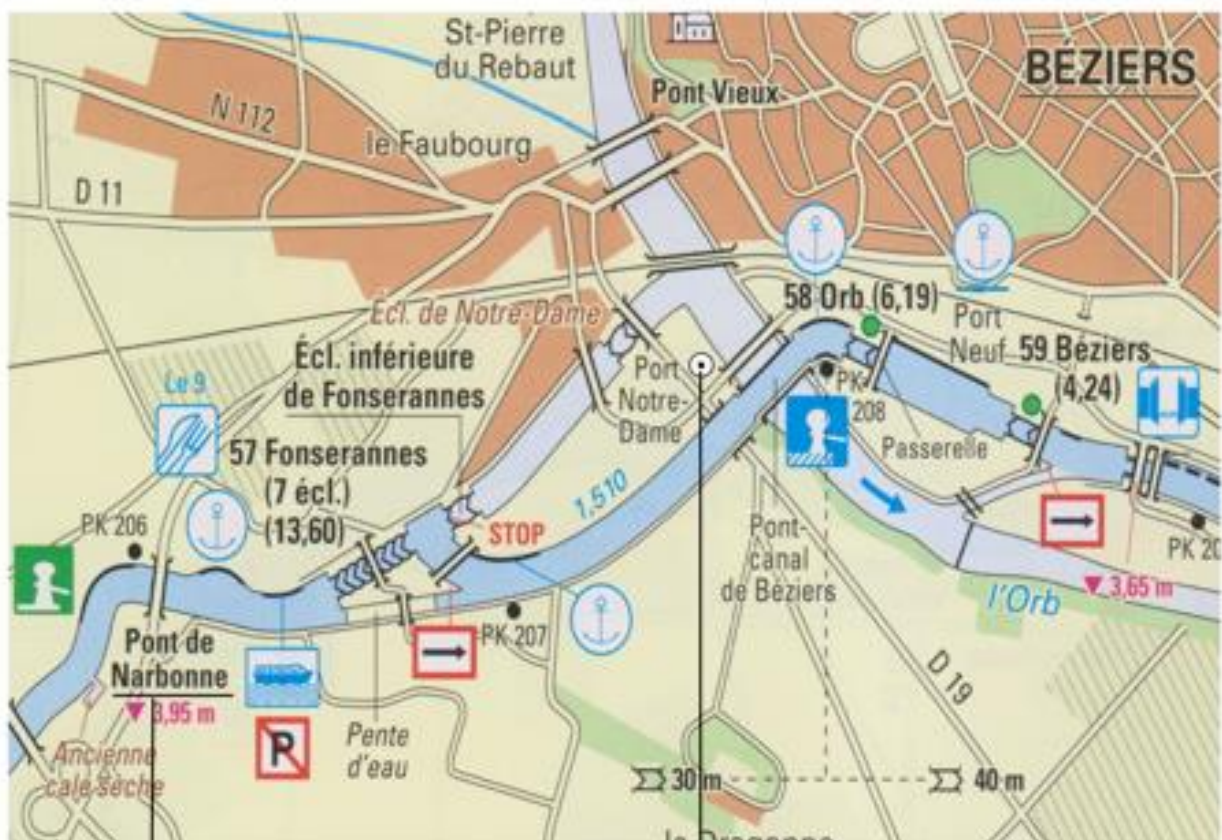 St-Pierre
du Rebaut
BÉZIERS
Pont Vieux
N 112
le Faubourg
D 11
58 Orb (6,19)
Écl. de Notre-Dame
Port
Neuf
59 Béziers
(4,24)
Écl. inférieure
de Fonserannes
Port
Notre-
Dame
PK
208
Le 9
Passerelle
57 Fonserannes
(7 écl.)
(13,60)
1,510
STOP
PK 206
Pont-
canal
de Béziers
PK 20
l'Orb
3,65 m
PK 207
Pont de
Narbonne
3,95 m
D 19
P
Pente
d'eau
Ancienne
cale sèche
30 m
40 m